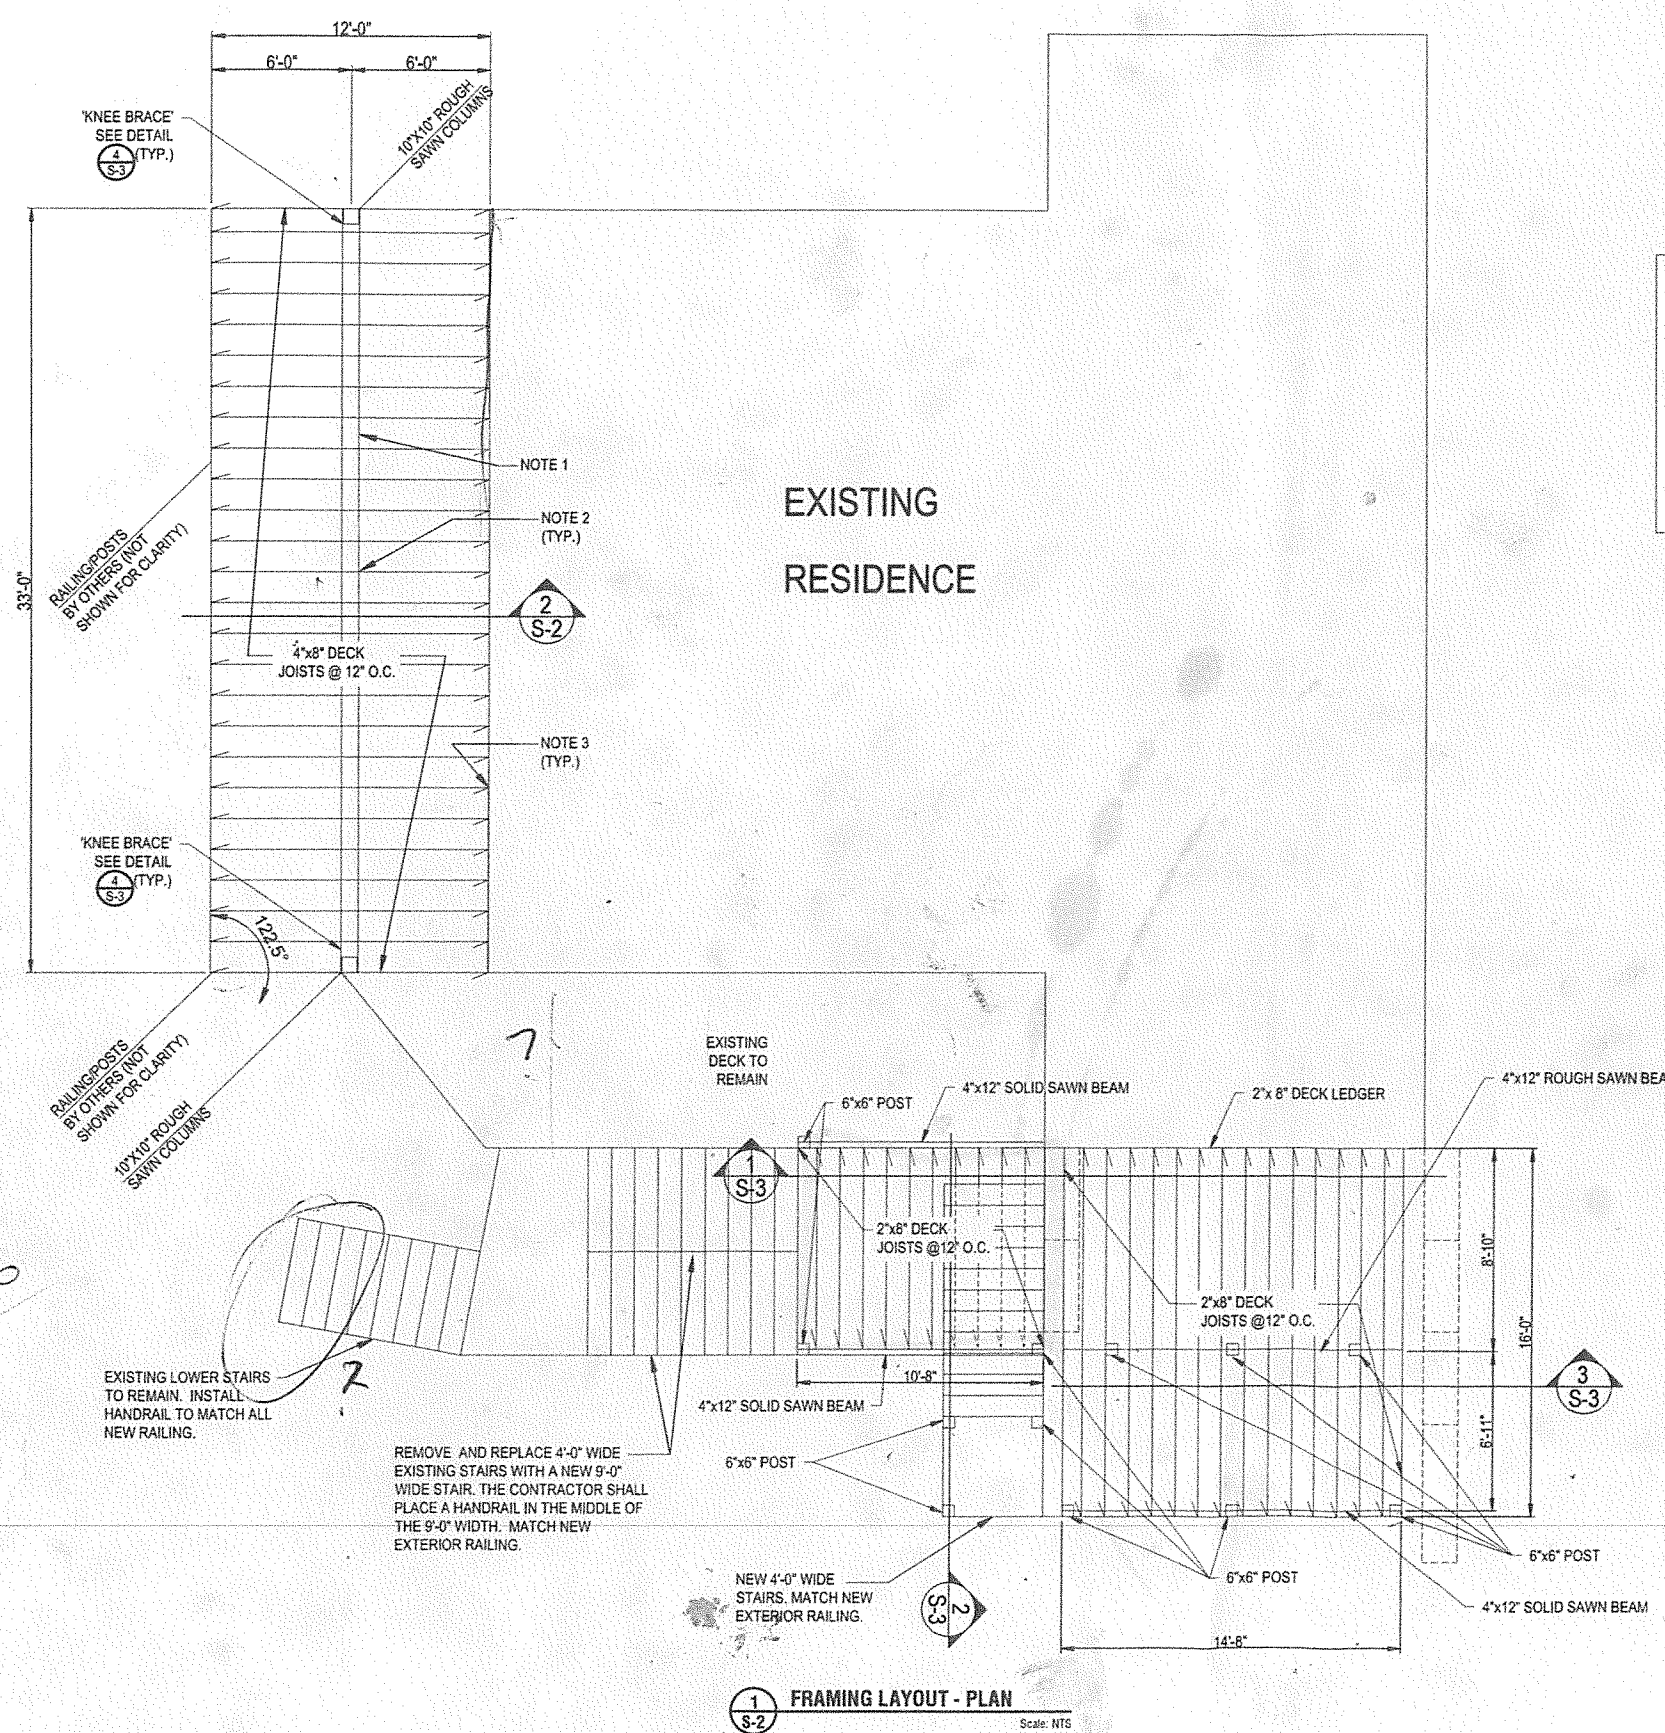 12'-0"
6'-0"
6'-0"
'KNEE BRACE'
SEE DETAIL
4
S-3
(TYP.)
10"X10" ROUGH
SAWN COLUMNS
33'-0"
NOTE 1
NOTE 2
(TYP.)
EXISTING
RESIDENCE
RAILING/POSTS
BY OTHERS (NOT
SHOWN FOR CLARITY)
2
S-2
4"x8" DECK
JOISTS @ 12" O.C.
NOTE 3
(TYP.)
'KNEE BRACE'
SEE DETAIL
4
S-3
(TYP.)
122.5°
RAILING/POSTS
BY OTHERS (NOT
SHOWN FOR CLARITY)
10"X10" ROUGH
SAWN COLUMNS
?
EXISTING
DECK TO
REMAIN
6"x6" POST
4"x12" SOLID SAWN BEAM
2"x 8" DECK LEDGER
4"x12" ROUGH SAWN BEA
1
S-3
2"x8" DECK
JOISTS @12" O.C.
2"x8" DECK
JOISTS @12" O.C.
8'-10"
16'-0"
6'-11"
3
S-3
10'-8"
4"x12" SOLID SAWN BEAM
EXISTING LOWER STAIRS
TO REMAIN. INSTALL
HANDRAIL TO MATCH ALL
NEW RAILING.
REMOVE AND REPLACE 4'-0" WIDE
EXISTING STAIRS WITH A NEW 9'-0"
WIDE STAIR. THE CONTRACTOR SHALL
PLACE A HANDRAIL IN THE MIDDLE OF
THE 9'-0" WIDTH. MATCH NEW
EXTERIOR RAILING.
6"x6" POST
NEW 4'-0" WIDE
STAIRS. MATCH NEW
EXTERIOR RAILING.
2
S-3
6"x6" POST
6"x6" POST
4"x12" SOLID SAWN BEAM
14'-8"
1
S-2
FRAMING LAYOUT - PLAN
Scale: NTS